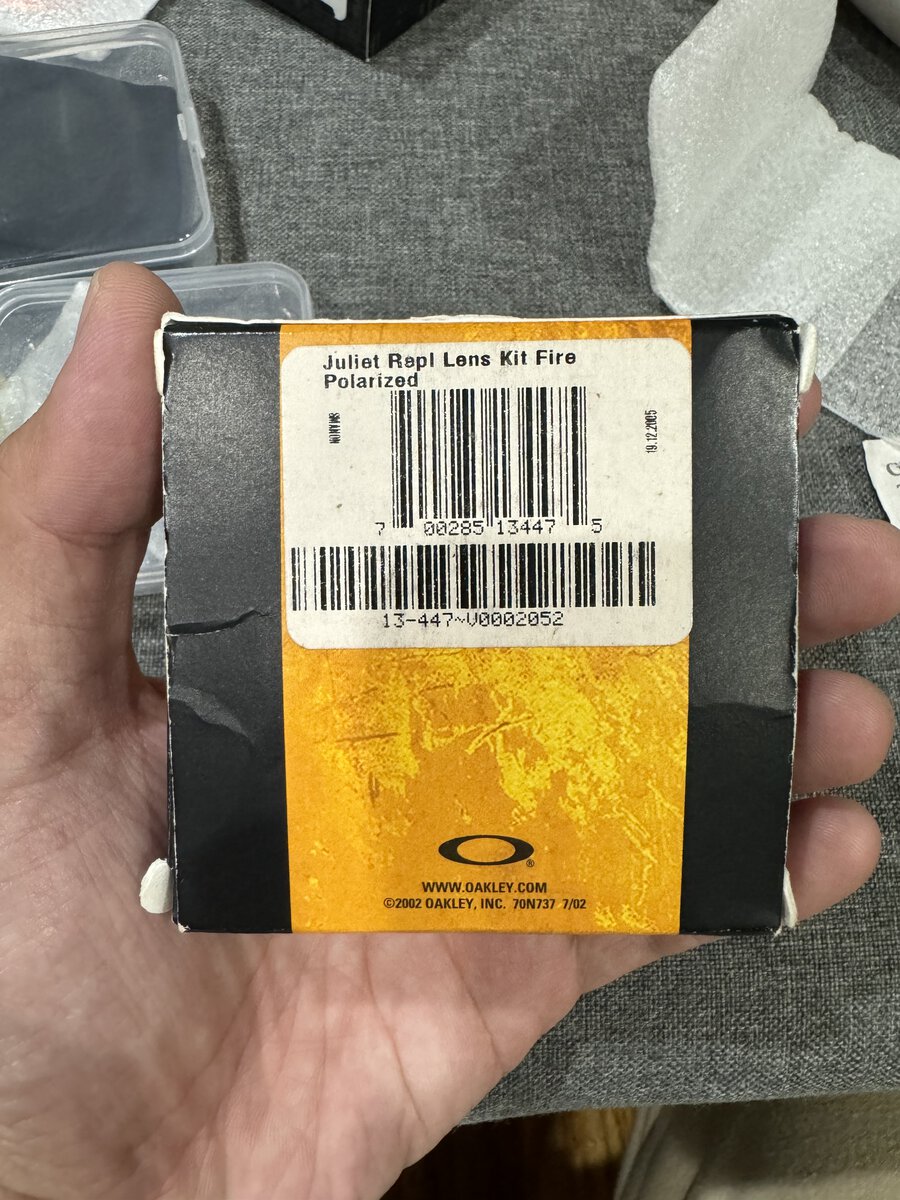 Juliet Repl Lens Kit Fire
Polarized
19.12.2005
7 00285 13447 5
13-447~V0002052
®
WWW.OAKLEY.COM
©2002 OAKLEY, INC. 70N737 7/02